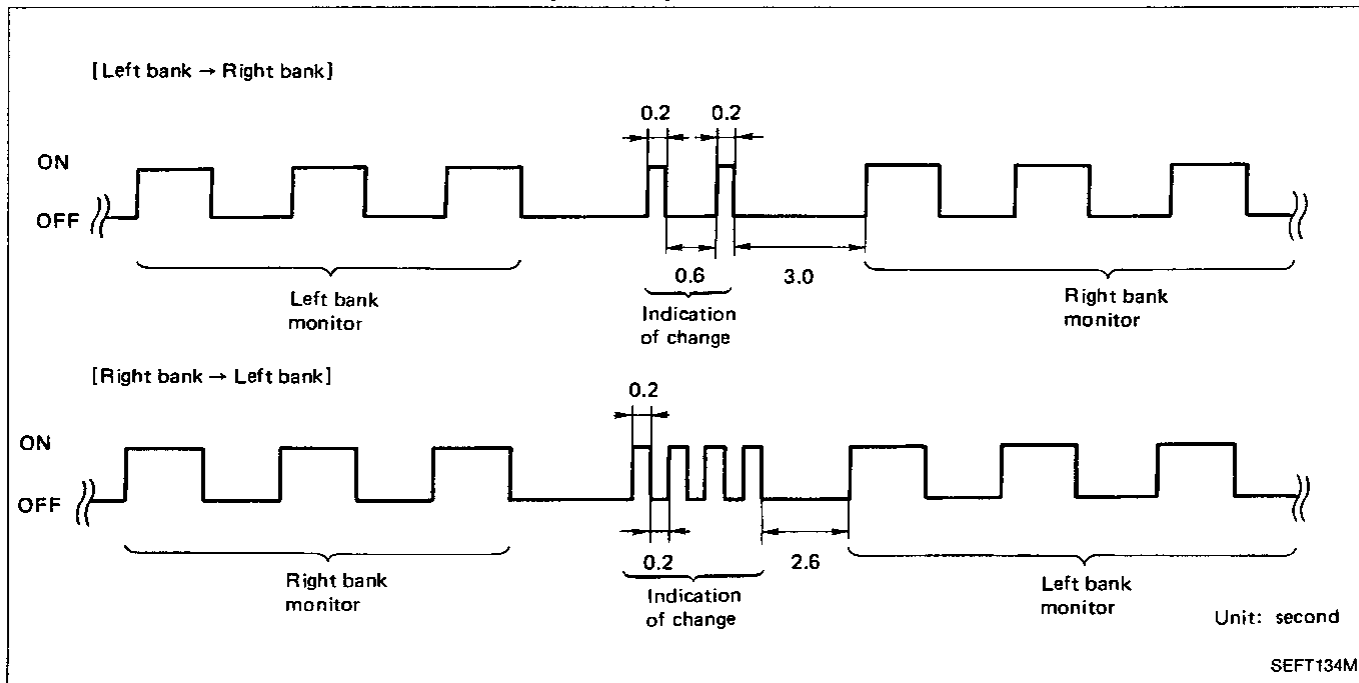 [Left bank → Right bank]
0.2
0.2
ON
OFF
0.6
3.0
Left bank
monitor
Indication
of change
Right bank
monitor
[Right bank → Left bank]
0.2
ON
OFF
0.2
2.6
Right bank
monitor
Indication
of change
Left bank
monitor
Unit: second
SEFT134M